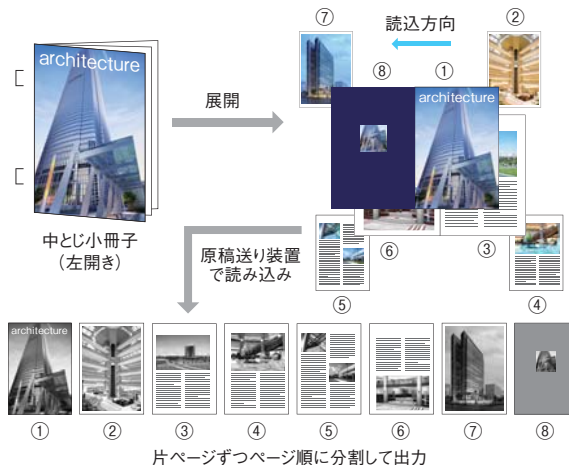 architecture
中とじ小冊子
（左開き）
展開
⑦
読込方向
②
⑧
①
architecture
⑥
③
⑤
④
原稿送り装置
で読み込み
architecture
①
②
③
④
⑤
⑥
⑦
⑧
片ページずつページ順に分割して出力